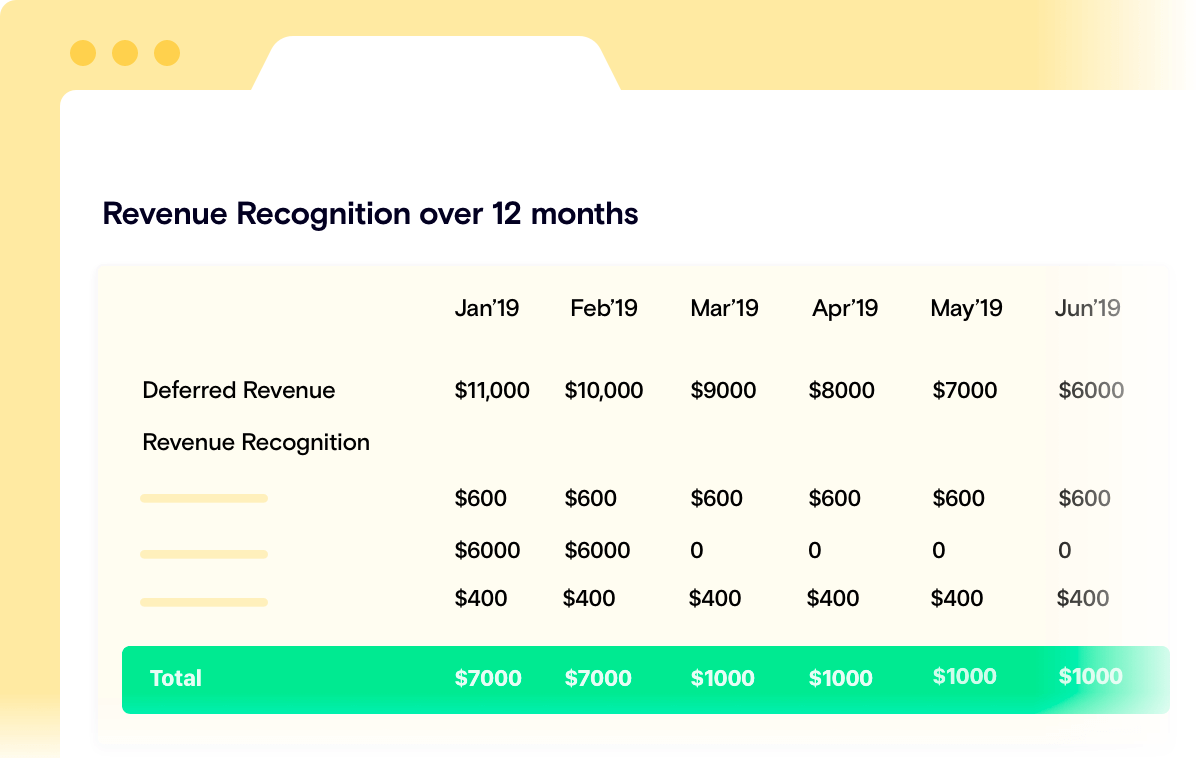 Revenue Recognition over 12 months
Jan’19 Feb’19 Mar’19 Apr’19 May’19 Jun’19
Deferred Revenue $11,000 $10,000 $9000 $8000 $7000 $6000
Revenue Recognition
$600 $600 $600 $600 $600 $600
$6000 $6000 0 0 0 0
$400 $400 $400 $400 $400 $400
Total $7000 $7000 $1000 $1000 $1000 $1000